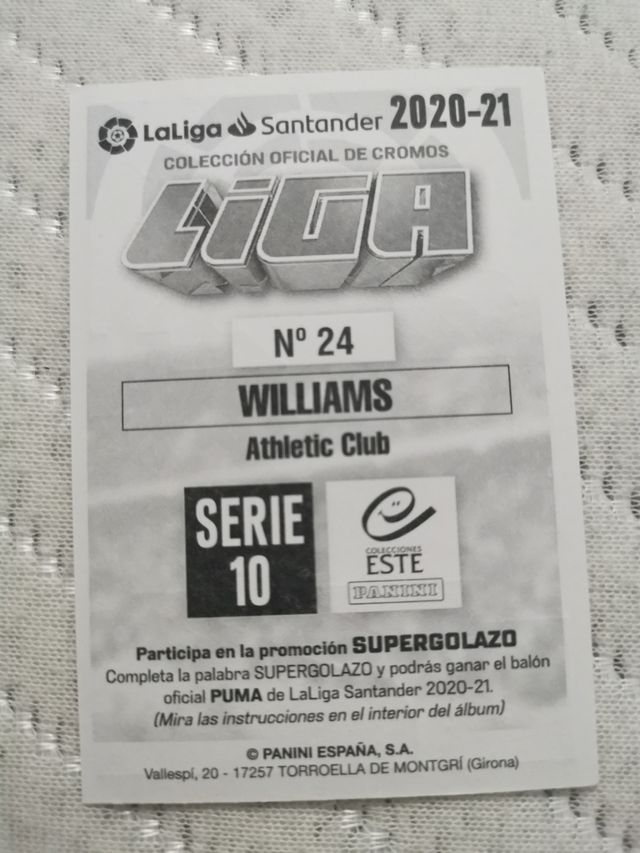 LaLiga Santander 2020-21
COLECCIÓN OFICIAL DE CROMOS
LiGA
Nº 24
WILLIAMS
Athletic Club
SERIE
10
COLECCIONES
ESTE
PANINI
Participa en la promoción SUPERGOLAZO
Completa la palabra SUPERGOLAZO y podrás ganar el balón
oficial PUMA de LaLiga Santander 2020-21.
(Mira las instrucciones en el interior del álbum)
© PANINI ESPAÑA, S.A.
Vallespí, 20 - 17257 TORROELLA DE MONTGRÍ (Girona)